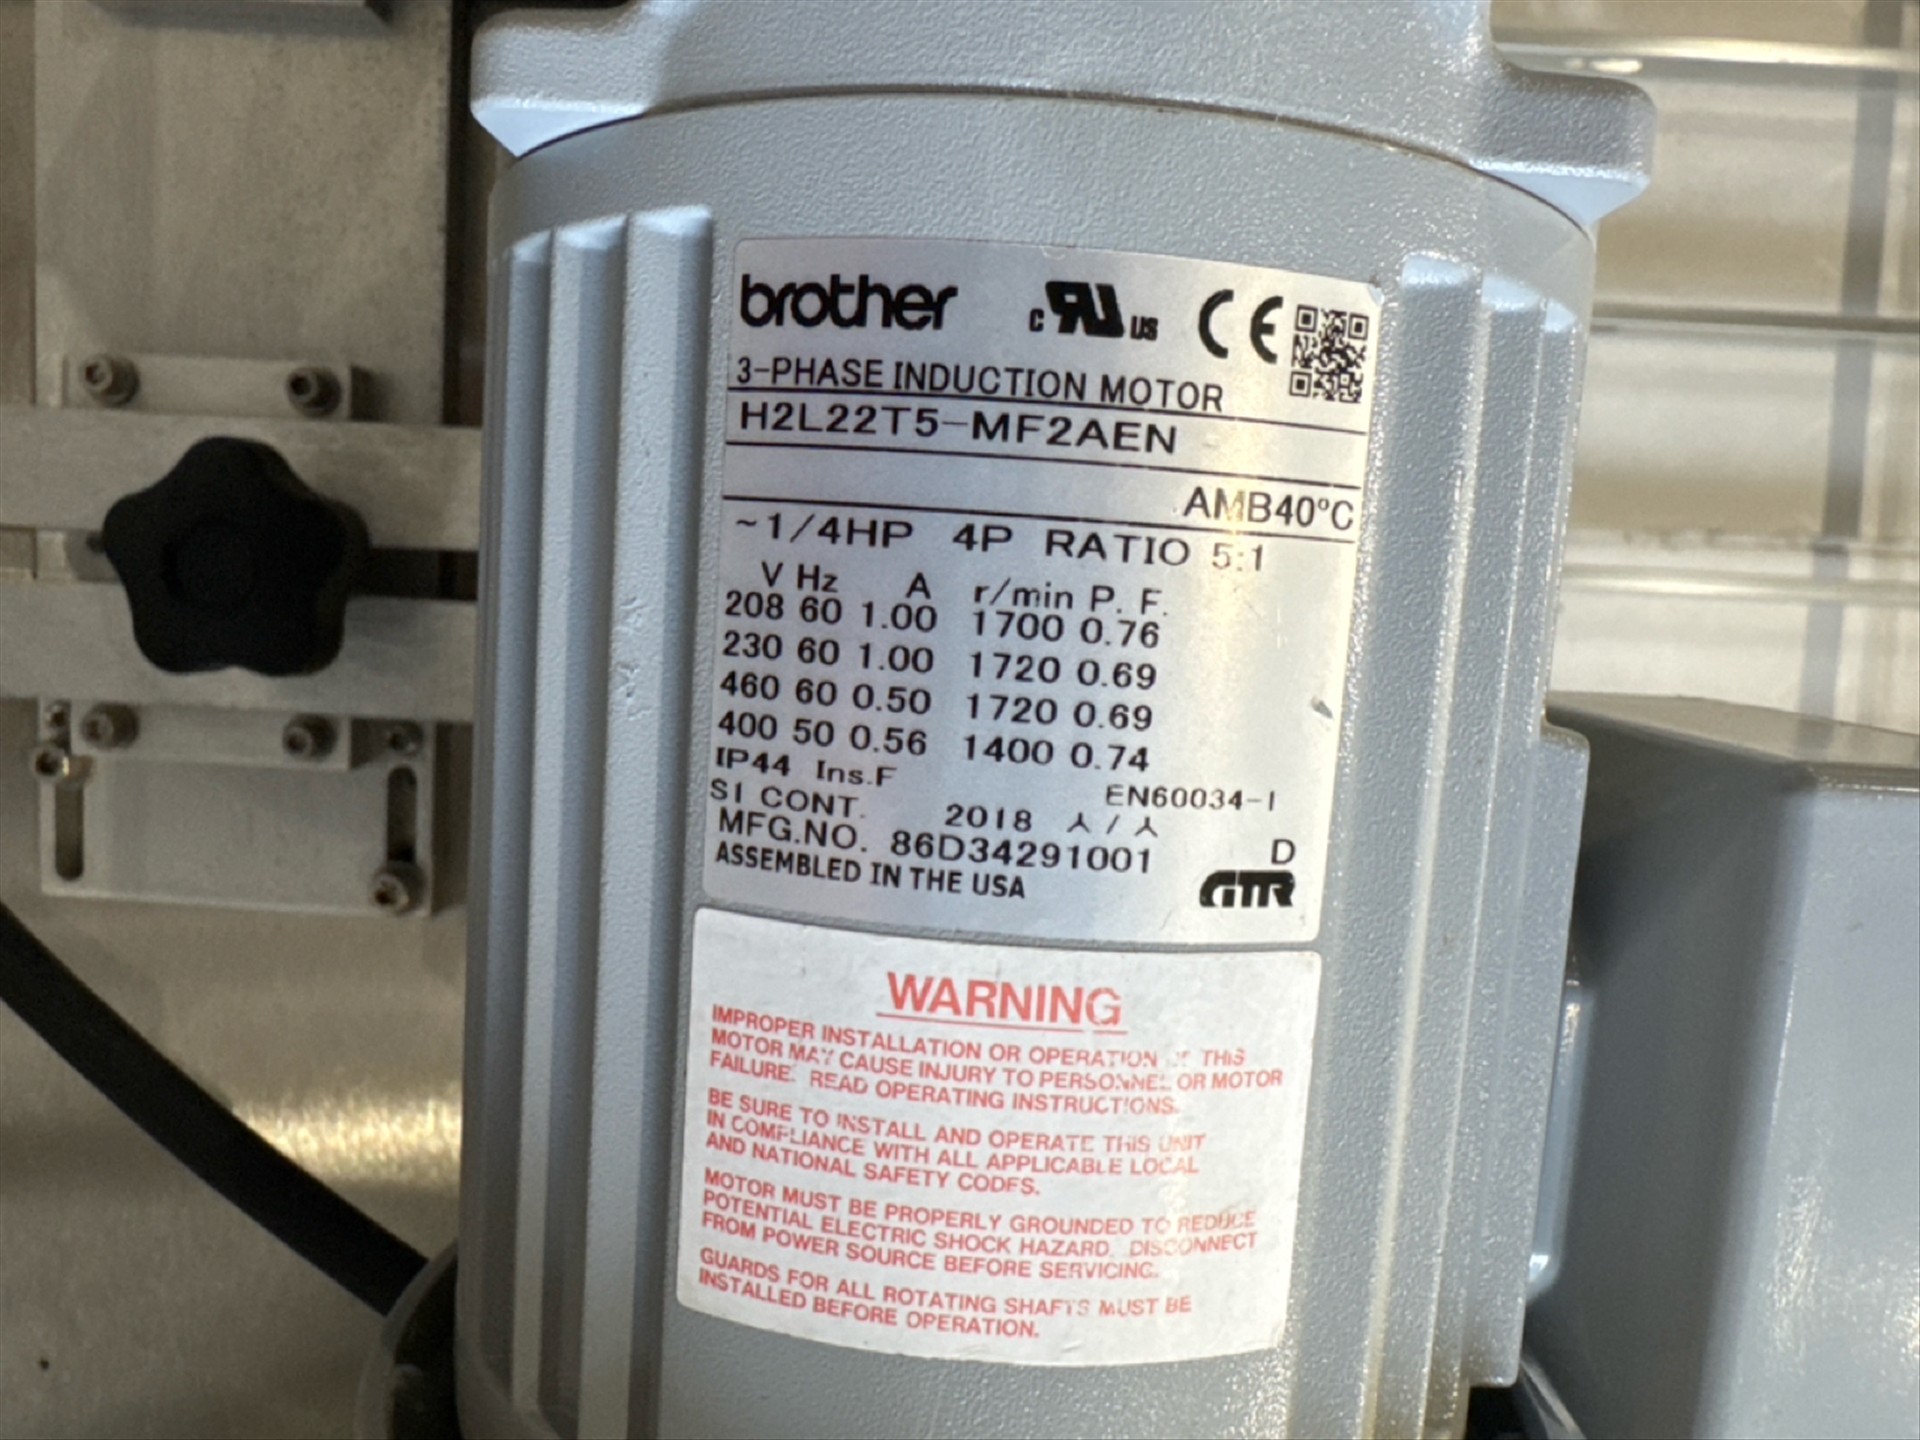 brother
c RU US CE
3-PHASE INDUCTION MOTOR
H2L22T5-MF2AEN
AMB40°C
~1/4HP 4P RATIO 5:1
V Hz A r/min P. F.
208 60 1.00 1700 0.76
230 60 1.00 1720 0.69
460 60 0.50 1720 0.69
400 50 0.56 1400 0.74
IP44 Ins.F
EN60034-1
S1 CONT. 2018 人/人
MFG.NO. 86D34291001 D
ASSEMBLED IN THE USA GTR
WARNING
IMPROPER INSTALLATION OR OPERATION OF THIS
MOTOR MAY CAUSE INJURY TO PERSONNEL OR MOTOR
FAILURE. READ OPERATING INSTRUCTIONS.
BE SURE TO INSTALL AND OPERATE THIS UNIT
IN COMPLIANCE WITH ALL APPLICABLE LOCAL
AND NATIONAL SAFETY CODES.
MOTOR MUST BE PROPERLY GROUNDED TO REDUCE
POTENTIAL ELECTRIC SHOCK HAZARD. DISCONNECT
FROM POWER SOURCE BEFORE SERVICING.
GUARDS FOR ALL ROTATING SHAFTS MUST BE
INSTALLED BEFORE OPERATION.